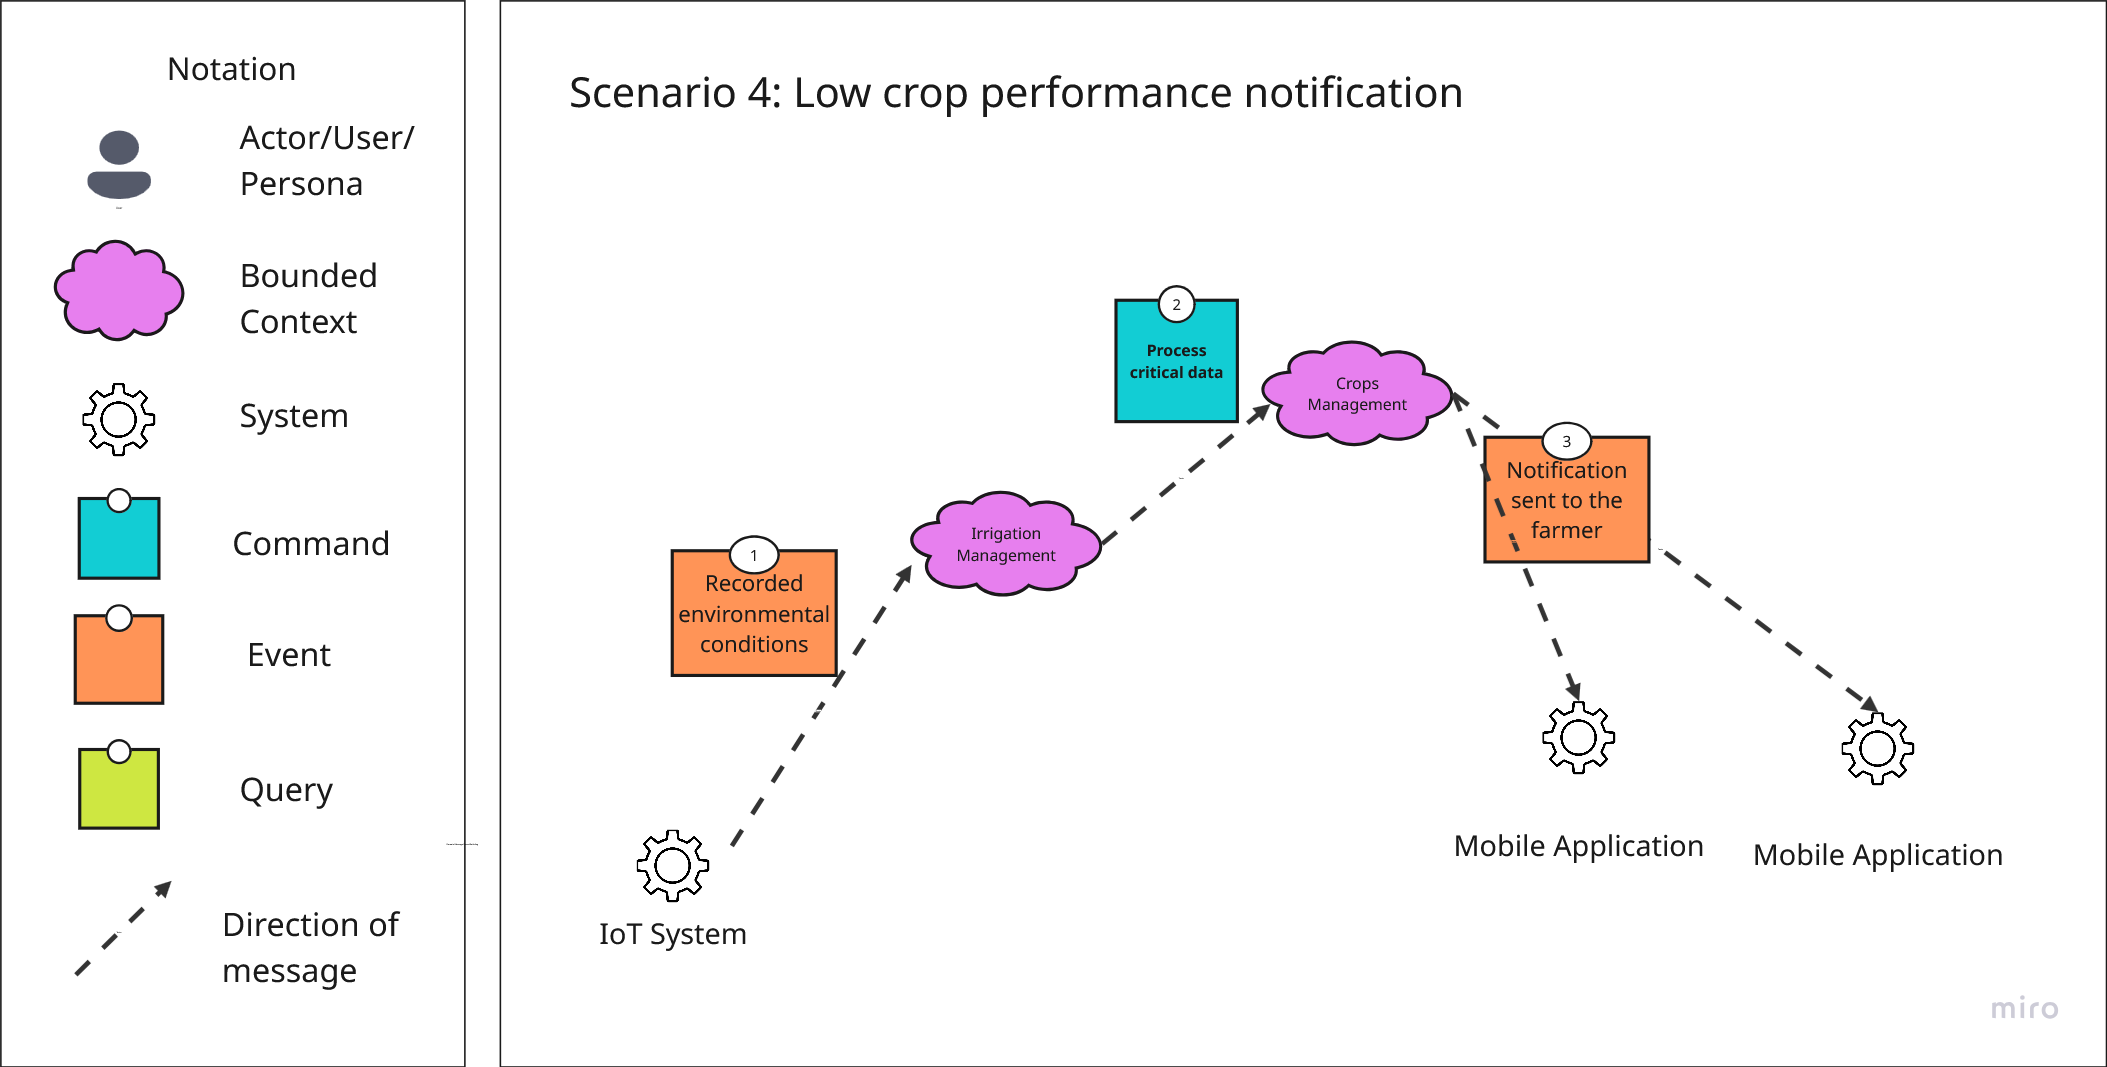 Notation
Actor/User/
Persona
Bounded
Context
System
Command
Event
Query
Direction of
message
Scenario 4: Low crop performance notification
1
Recorded
environmental
conditions
Irrigation
Management
2
Process
critical data
Crops
Management
3
Notification
sent to the
farmer
IoT System
Mobile Application
Mobile Application
miro